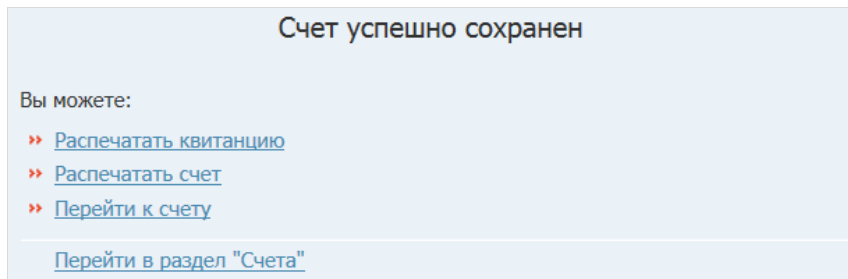 Счет успешно сохранен
Вы можете:
Распечатать квитанцию
Распечатать счет
Перейти к счету
Перейти в раздел "Счета"